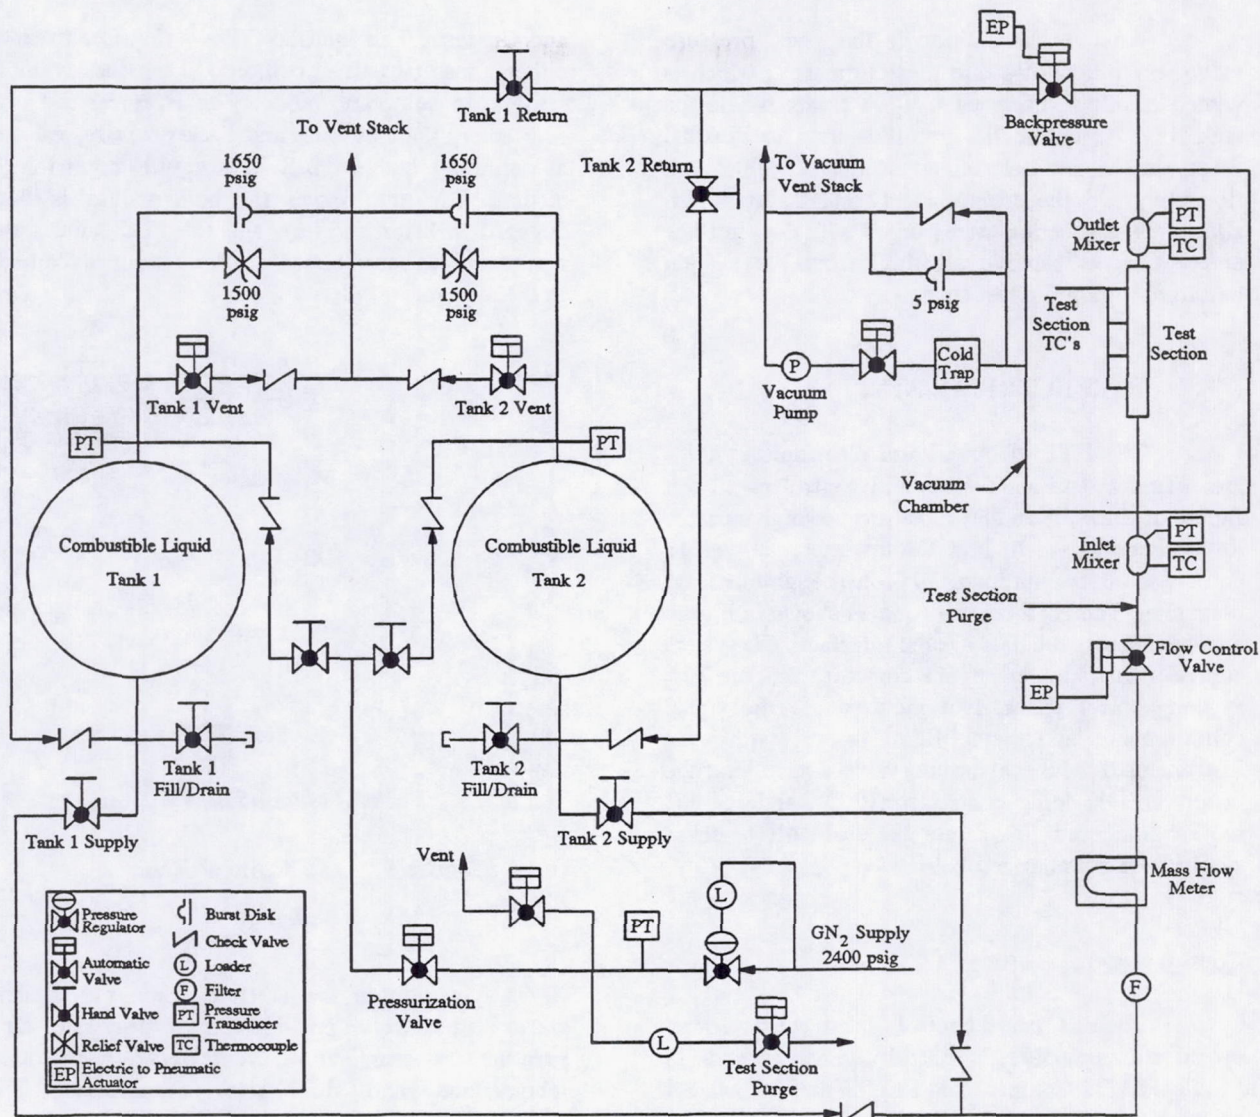 EP
Tank 1 Return
Backpressure
Valve
To Vent Stack
1650
psig
1650
psig
Tank 2 Return
To Vacuum
Vent Stack
Outlet
Mixer
PT
TC
1500
psig
1500
psig
5 psig
Test
Section
TC's
Test
Section
Cold
Trap
P
Vacuum
Pump
Tank 1 Vent
Tank 2 Vent
PT
PT
Vacuum
Chamber
Combustible Liquid
Tank 1
Combustible Liquid
Tank 2
Inlet
Mixer
PT
TC
Test Section
Purge
Flow Control
Valve
EP
Tank 1
Fill/Drain
Tank 2
Fill/Drain
Tank 1 Supply
Tank 2 Supply
Vent
Mass Flow
Meter
L
PT
GN2 Supply
2400 psig
Pressurization
Valve
F
L
Test Section
Purge
Pressure
Regulator
Automatic
Valve
Hand Valve
Relief Valve
EP
Electric to Pneumatic
Actuator
Burst Disk
Check Valve
L
Loader
F
Filter
PT
Pressure
Transducer
TC
Thermocouple